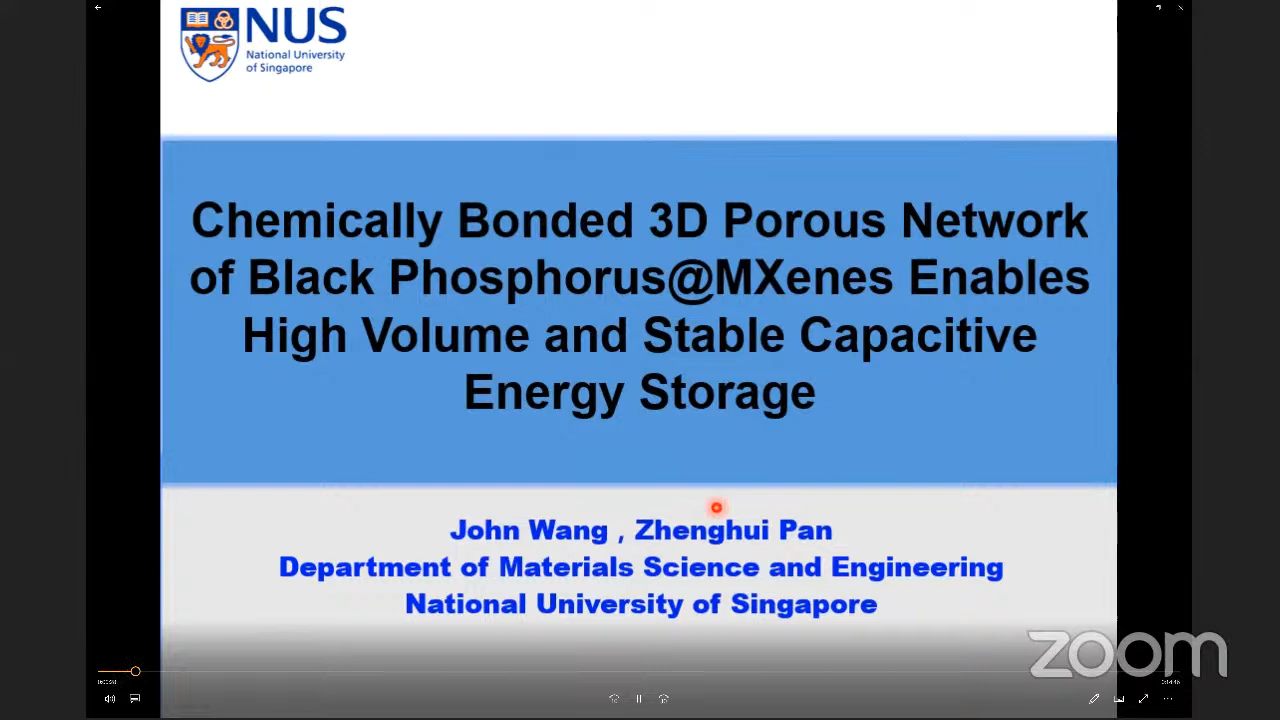 NUS
National University
of Singapore
Chemically Bonded 3D Porous Network
of Black Phosphorus@MXenes Enables
High Volume and Stable Capacitive
Energy Storage
John Wang , Zhenghui Pan
Department of Materials Science and Engineering
National University of Singapore
zoom